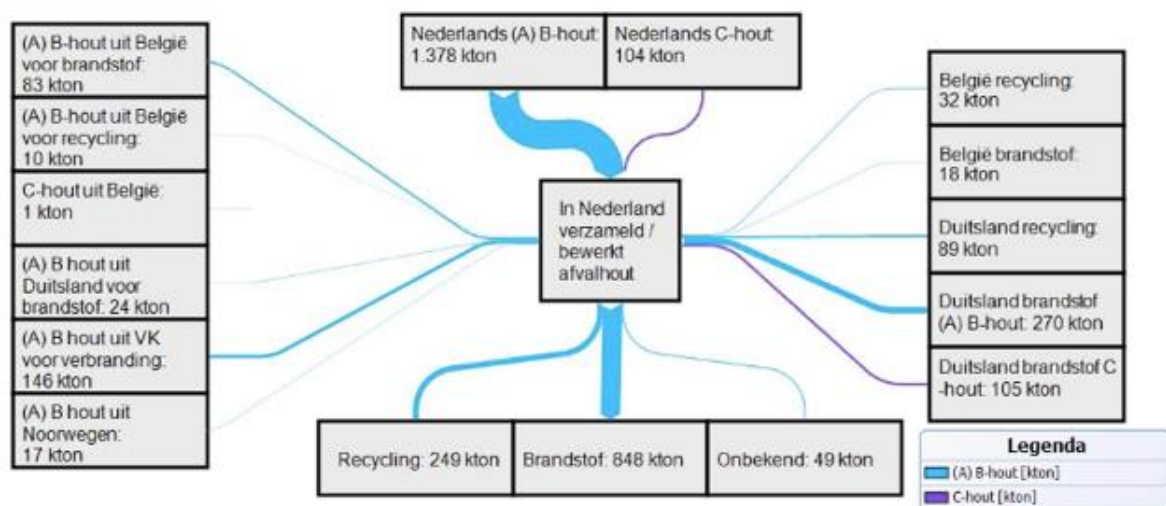 (A) B-hout uit België
voor brandstof:
83 kton
(A) B-hout uit België
voor recycling:
10 kton
C-hout uit België:
1 kton
(A) B hout uit
Duitsland voor
brandstof: 24 kton
(A) B hout uit VK
voor verbranding:
146 kton
(A) B hout uit
Noorwegen:
17 kton
Nederlands (A) B-hout:
1.378 kton
Nederlands C-hout:
104 kton
In Nederland
verzameld /
bewerkt
afvalhout
Recycling: 249 kton
Brandstof: 848 kton
Onbekend: 49 kton
België recycling:
32 kton
België brandstof:
18 kton
Duitsland recycling:
89 kton
Duitsland brandstof
(A) B-hout: 270 kton
Duitsland brandstof C
-hout: 105 kton
Legenda
(A) B-hout [kton]
C-hout [kton]